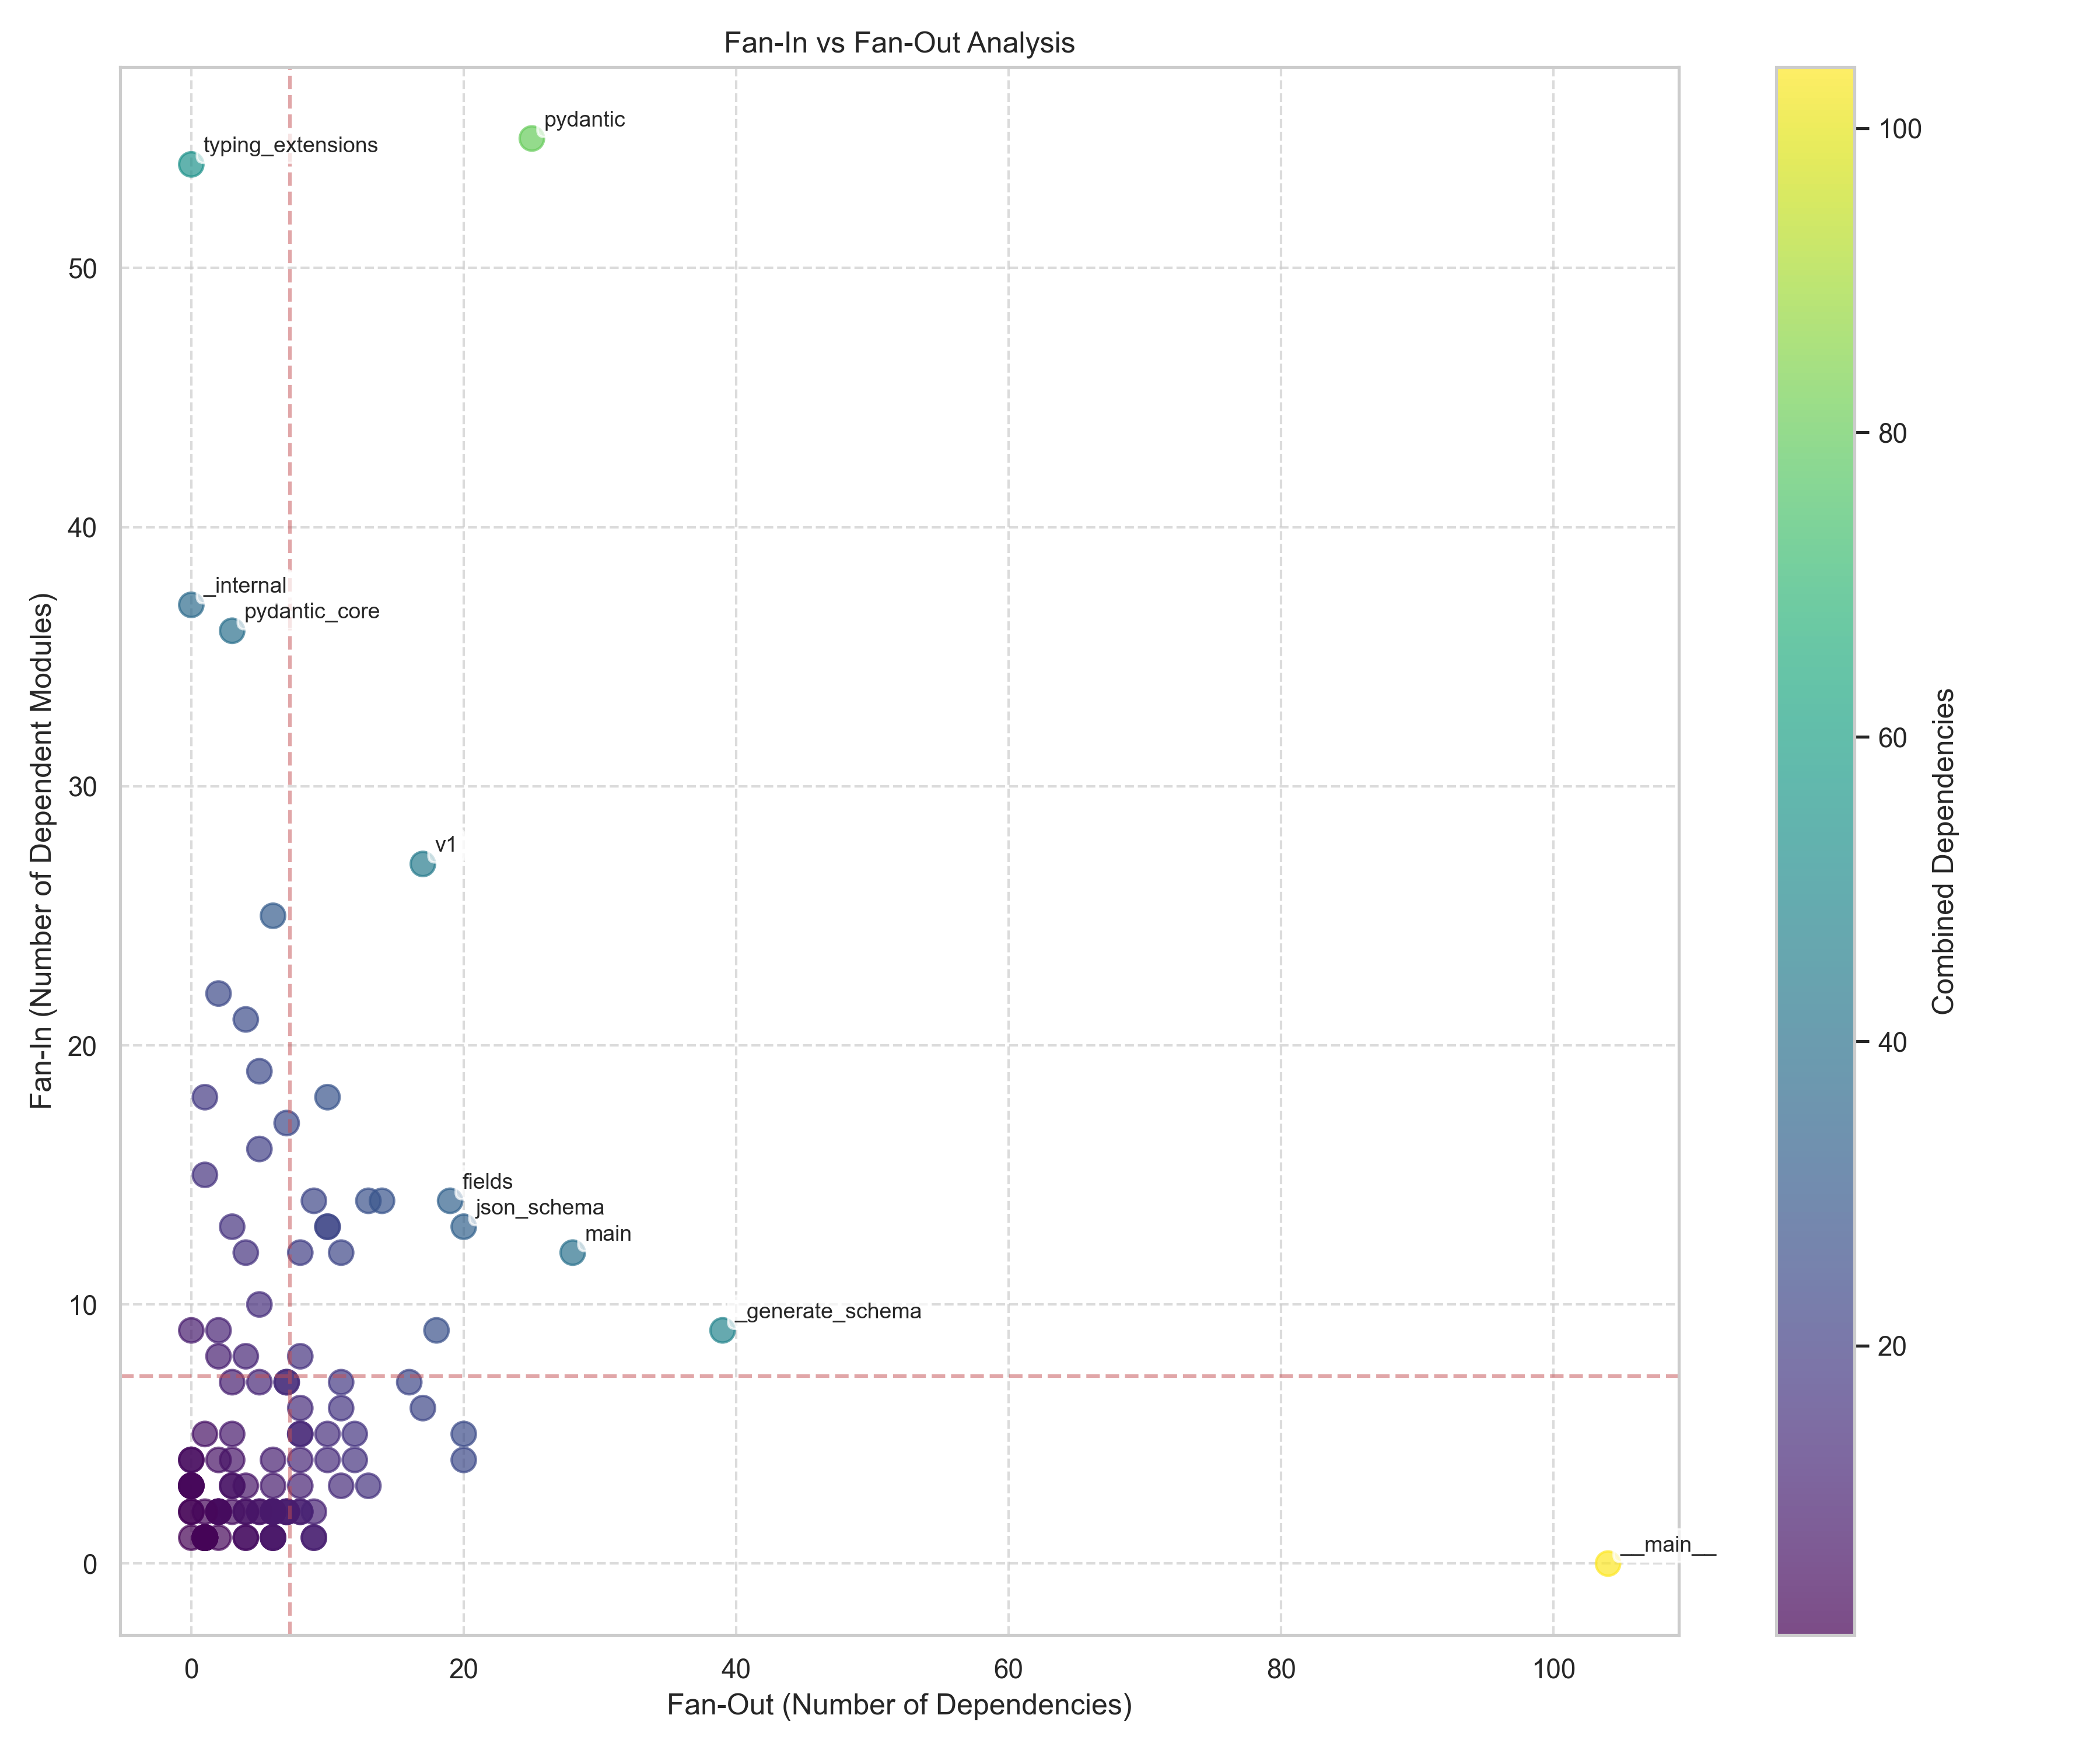 Fan-In vs Fan-Out Analysis
pydantic
typing_extensions
_internal
pydantic_core
v1
fields
json_schema
main
_generate_schema
__main__
50
40
30
20
10
0
Fan-In (Number of Dependent Modules)
0
20
40
60
80
100
Fan-Out (Number of Dependencies)
100
80
60
40
20
Combined Dependencies